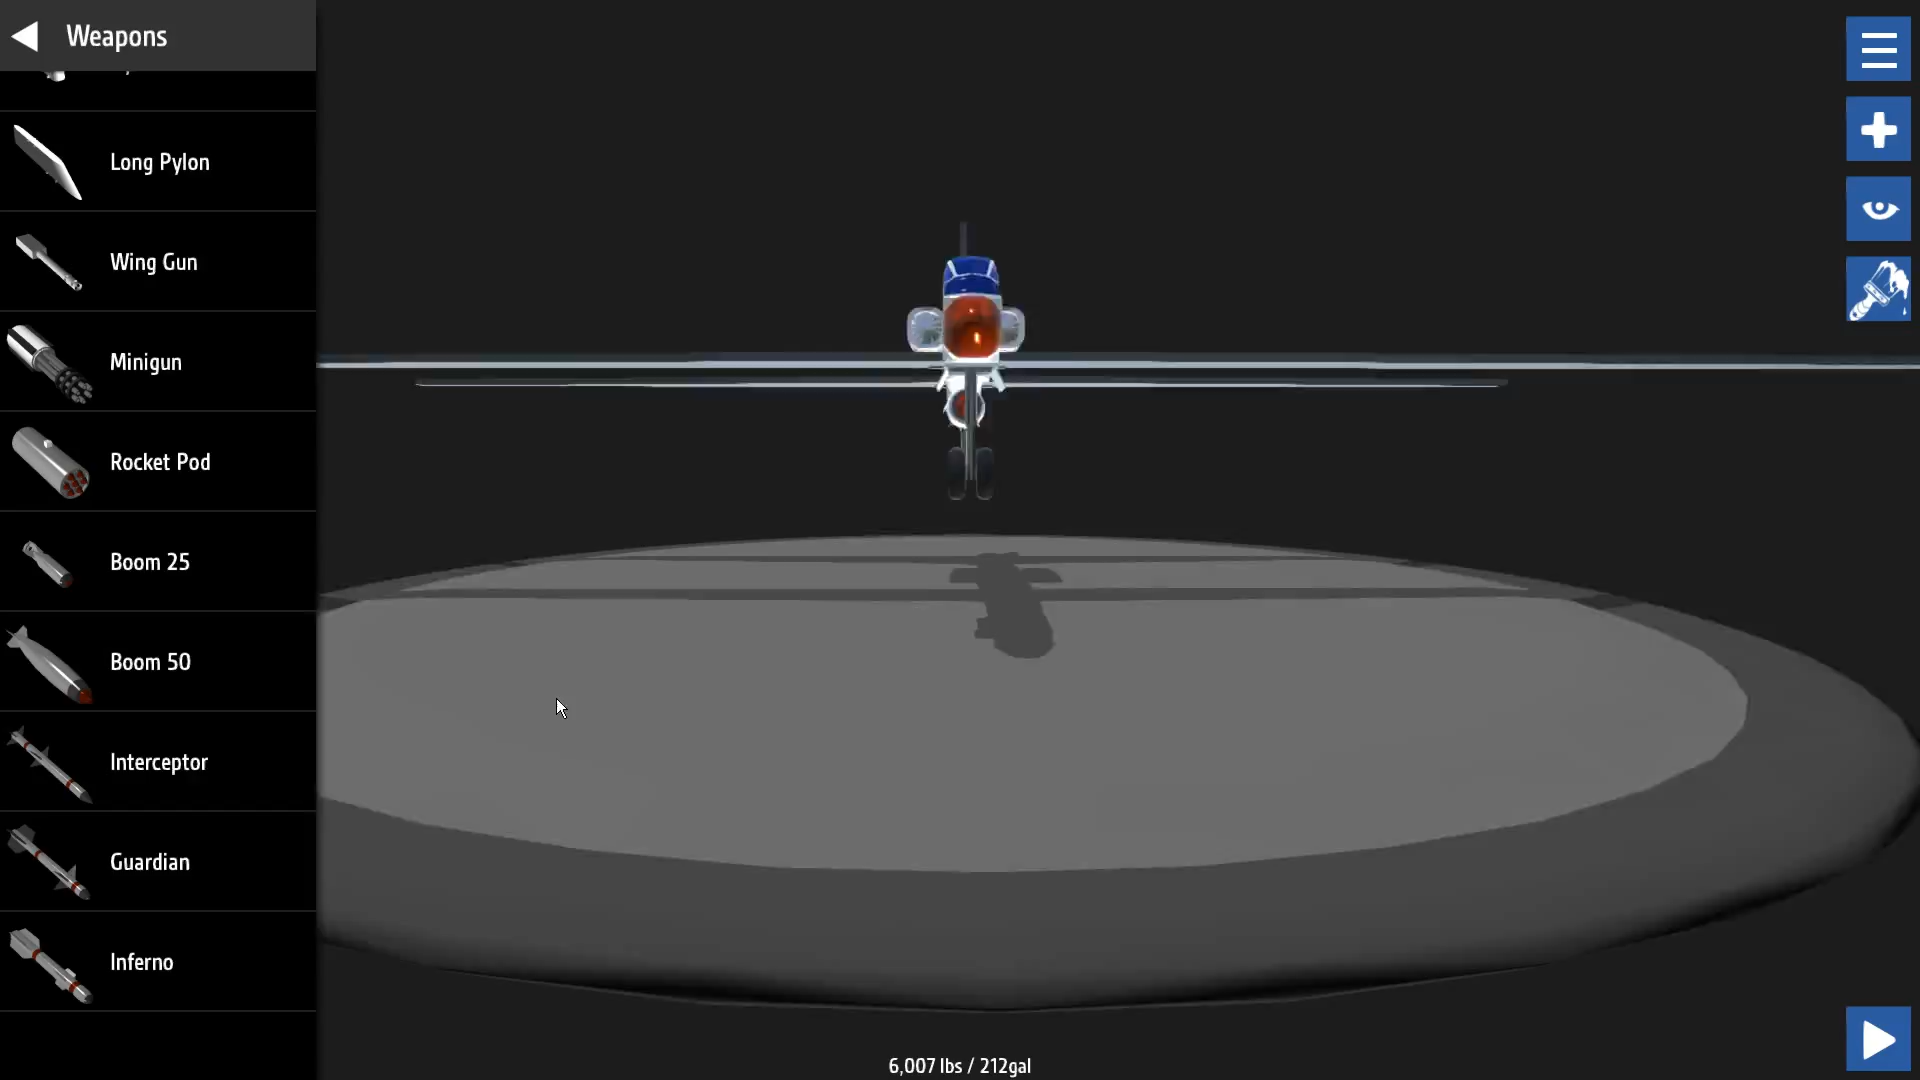 Weapons
Long Pylon
Wing Gun
Minigun
Rocket Pod
Boom 25
Boom 50
Interceptor
Guardian
Inferno
6,007 lbs / 212gal